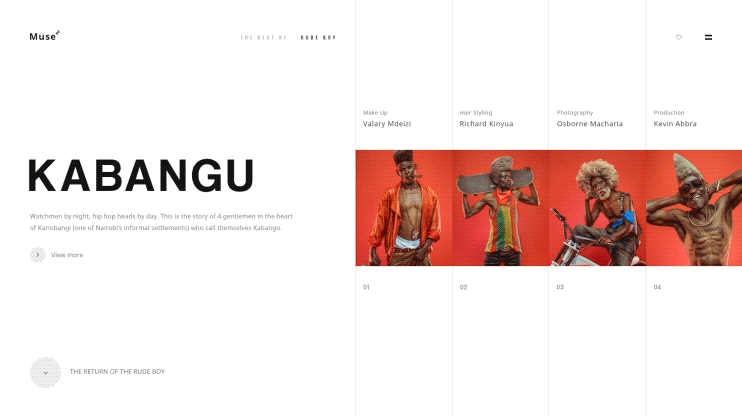 Muse
THE BEST OF: RUDE BOY
KABANGU
Watchmen by night, hip hop heads by day. This is the story of 4 gentlemen in the heart
of Kariobangi (one of Nairobi's informal settlements) who call themselves Kabangu.
View more
THE RETURN OF THE RUDE BOY
Make Up
Valary Mdeizi
Hair Styling
Richard Kinyua
Photography
Osborne Macharia
Production
Kevin Abbra
01
02
03
04